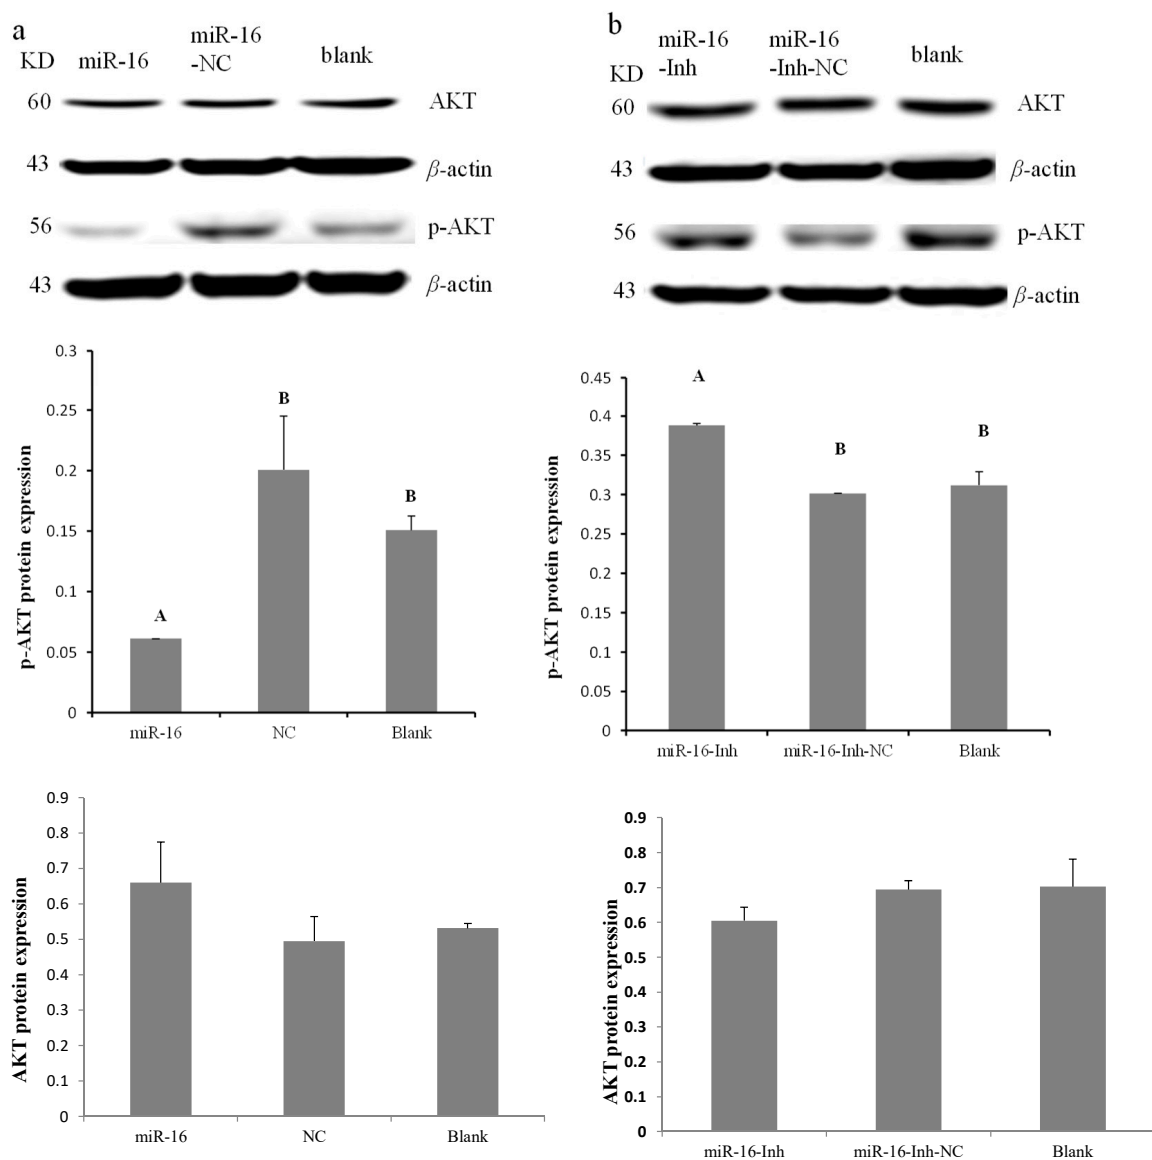 a
KD
miR-16
miR-16
-NC
blank
60
AKT
43
β-actin
56
p-AKT
43
β-actin
b
KD
miR-16
-Inh
miR-16
-Inh-NC
blank
60
AKT
43
β-actin
56
p-AKT
43
β-actin
p-AKT protein expression
0.3
0.25
0.2
0.15
0.1
0.05
0
A
B
B
miR-16
NC
Blank
p-AKT protein expression
0.45
0.4
0.35
0.3
0.25
0.2
0.15
0.1
0.05
0
A
B
B
miR-16-Inh
miR-16-Inh-NC
Blank
AKT protein expression
0.9
0.8
0.7
0.6
0.5
0.4
0.3
0.2
0.1
0
miR-16
NC
Blank
AKT protein expression
0.9
0.8
0.7
0.6
0.5
0.4
0.3
0.2
0.1
0
miR-16-Inh
miR-16-Inh-NC
Blank